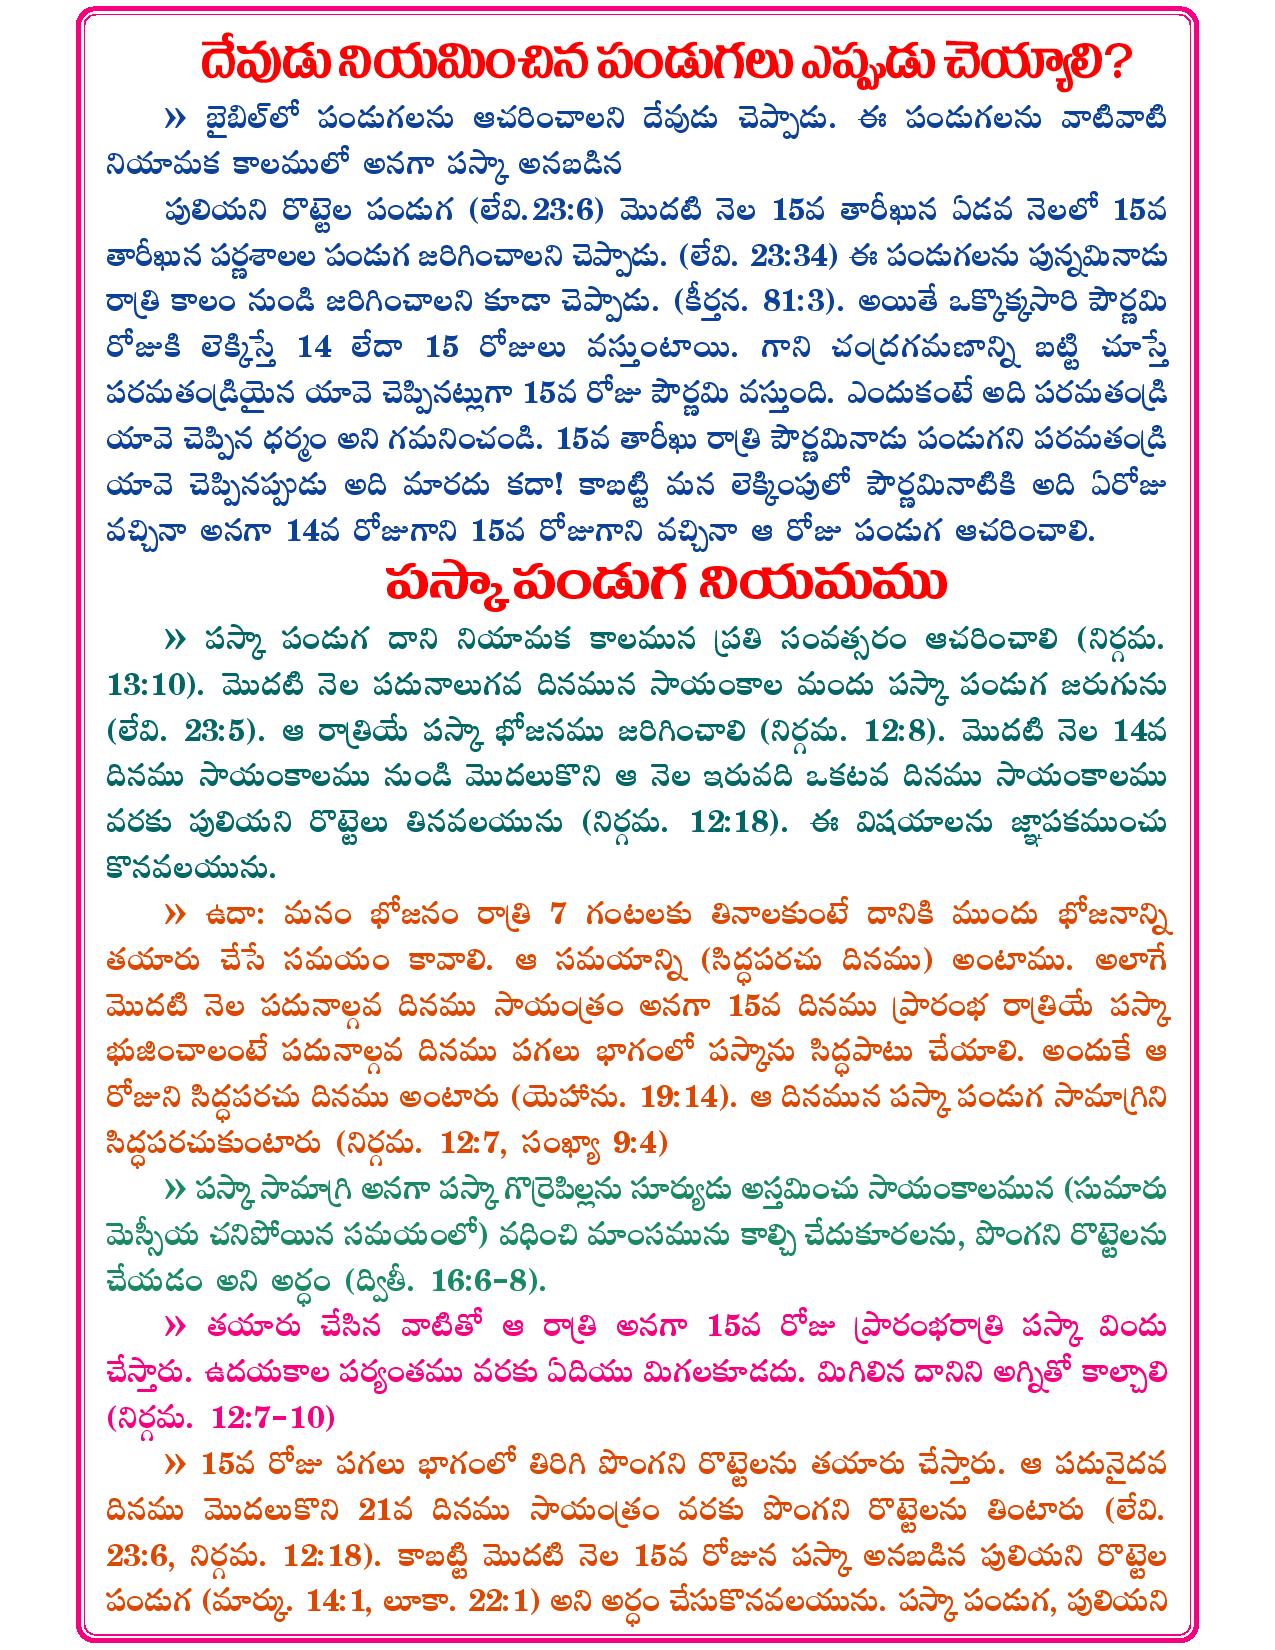 దేవుడు నియమించిన పండుగలు ఎప్పుడు చెయ్యాలి?
» బైబిల్‌లో పండుగలను ఆచరించాలని దేవుడు చెప్పాడు. ఈ పండుగలను వాటివాటి
నియామక కాలములో అనగా పస్కా అనబడిన
పులియని రొట్టెల పండుగ (లేవి.23:6) మొదటి నెల 15వ తారీఖున ఏడవ నెలలో 15వ
తారీఖున పర్ణశాలల పండుగ జరిగించాలని చెప్పాడు. (లేవి. 23:34) ఈ పండుగలను పున్నమినాడు
రాత్రి కాలం నుండి జరిగించాలని కూడా చెప్పాడు. (కీర్తన. 81:3). అయితే ఒక్కొక్కసారి పౌర్ణమి
రోజుకి లెక్కిస్తే 14 లేదా 15 రోజులు వస్తుంటాయి. గాని చంద్రగమణాన్ని బట్టి చూస్తే
పరమతండ్రియైన యావె చెప్పినట్లుగా 15వ రోజు పౌర్ణమి వస్తుంది. ఎందుకంటే అది పరమతండ్రి
యావె చెప్పిన ధర్మం అని గమనించండి. 15వ తారీఖు రాత్రి పౌర్ణమినాడు పండుగని పరమతండ్రి
యావె చెప్పినప్పుడు అది మారదు కదా! కాబట్టి మన లెక్కింపులో పౌర్ణమినాటికి అది ఏరోజు
వచ్చినా అనగా 14వ రోజుగాని 15వ రోజుగాని వచ్చినా ఆ రోజు పండుగ ఆచరించాలి.
పస్కా పండుగ నియమము
» పస్కా పండుగ దాని నియామక కాలమున ప్రతి సంవత్సరం ఆచరించాలి (నిర్గమ.
13:10). మొదటి నెల పదునాలుగవ దినమున సాయంకాల మందు పస్కా పండుగ జరుగును
(లేవి. 23:5). ఆ రాత్రియే పస్కా భోజనము జరిగించాలి (నిర్గమ. 12:8). మొదటి నెల 14వ
దినము సాయంకాలము నుండి మొదలుకొని ఆ నెల ఇరువది ఒకటవ దినము సాయంకాలము
వరకు పులియని రొట్టెలు తినవలయును (నిర్గమ. 12:18). ఈ విషయాలను జ్ఞాపకముంచు
కొనవలయును.
» ఉదా: మనం భోజనం రాత్రి 7 గంటలకు తినాలకుంటే దానికి ముందు భోజనాన్ని
తయారు చేసే సమయం కావాలి. ఆ సమయాన్ని (సిద్ధపరచు దినము) అంటాము. అలాగే
మొదటి నెల పదునాల్గవ దినము సాయంత్రం అనగా 15వ దినము ప్రారంభ రాత్రియే పస్కా
భుజించాలంటే పదునాల్గవ దినము పగలు భాగంలో పస్కాను సిద్ధపాటు చేయాలి. అందుకే ఆ
రోజుని సిద్ధపరచు దినము అంటారు (యెహాను. 19:14). ఆ దినమున పస్కా పండుగ సామాగ్రిని
సిద్ధపరచుకుంటారు (నిర్గమ. 12:7, సంఖ్యా 9:4)
» పస్కా సామాగ్రి అనగా పస్కా గొర్రెపిల్లను సూర్యుడు అస్తమించు సాయంకాలమున (సుమారు
మెస్సీయ చనిపోయిన సమయంలో) వధించి మాంసమును కాల్చి చేదుకూరలను, పొంగని రొట్టెలను
చేయడం అని అర్ధం (ద్వితీ. 16:6-8).
» తయారు చేసిన వాటితో ఆ రాత్రి అనగా 15వ రోజు ప్రారంభరాత్రి పస్కా విందు
చేస్తారు. ఉదయకాల పర్యంతము వరకు ఏదియు మిగలకూడదు. మిగిలిన దానిని అగ్నితో కాల్చాలి
(నిర్గమ. 12:7-10)
» 15వ రోజు పగలు భాగంలో తిరిగి పొంగని రొట్టెలను తయారు చేస్తారు. ఆ పదునైదవ
దినము మొదలుకొని 21వ దినము సాయంత్రం వరకు పొంగని రొట్టెలను తింటారు (లేవి.
23:6, నిర్గమ. 12:18). కాబట్టి మొదటి నెల 15వ రోజున పస్కా అనబడిన పులియని రొట్టెల
పండుగ (మార్కు. 14:1, లూకా. 22:1) అని అర్ధం చేసుకొనవలయును. పస్కా పండుగ, పులియని